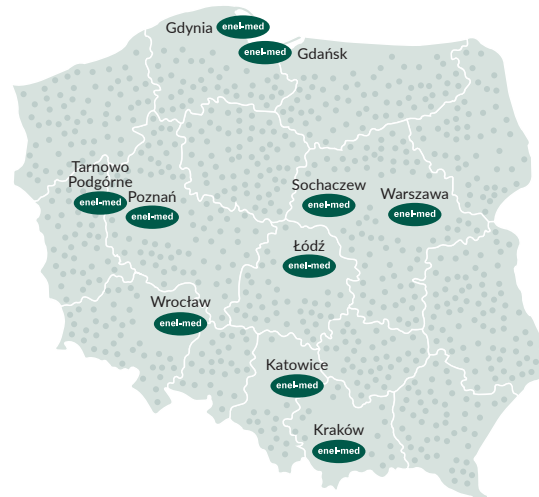 Gdynia
enel-med
enel-med
Gdańsk
Tarnowo
Podgórne
enel-med
Poznań
enel-med
Sochaczew
enel-med
Warszawa
enel-med
Łódź
enel-med
Wrocław
enel-med
Katowice
enel-med
Kraków
enel-med